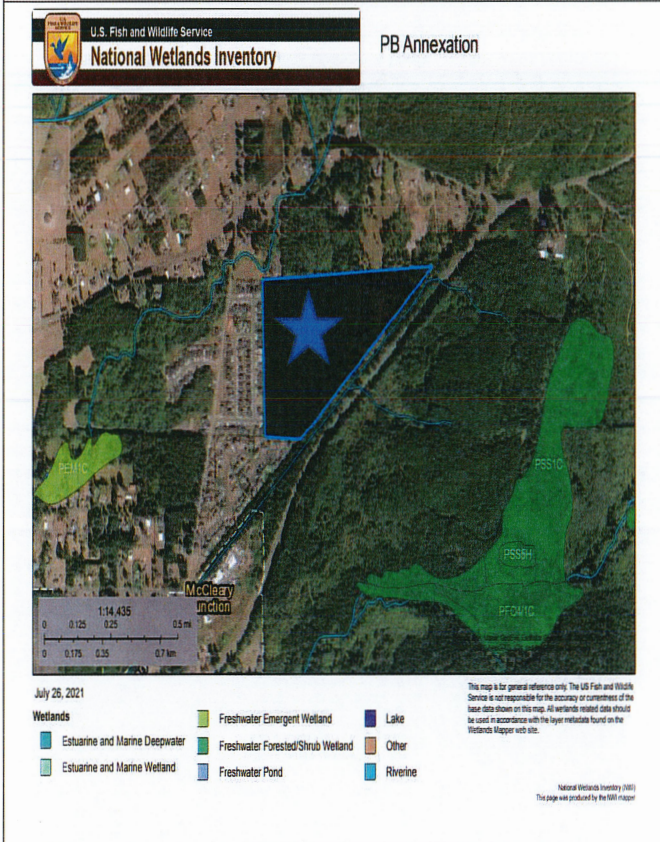 U.S.
FISH & WILDLIFE
SERVICE
U.S. Fish and Wildlife Service
National Wetlands Inventory
PB Annexation
PEM1C
PSS1C
PSS5H
PFO4/1C
McCleary
unction
1:14,435
0 0.125 0.25 0.5 mi
0 0.175 0.35 0.7 km
July 26, 2021
This map is for general reference only. The US Fish and Wildlife
Service is not responsible for the accuracy or currentness of the
base data shown on this map. All wetlands related data should
be used in accordance with the layer metadata found on the
Wetlands Mapper web site.
Wetlands
Estuarine and Marine Deepwater
Estuarine and Marine Wetland
Freshwater Emergent Wetland
Freshwater Forested/Shrub Wetland
Freshwater Pond
Lake
Other
Riverine
National Wetlands Inventory (NWI)
This page was produced by the NWI mapper